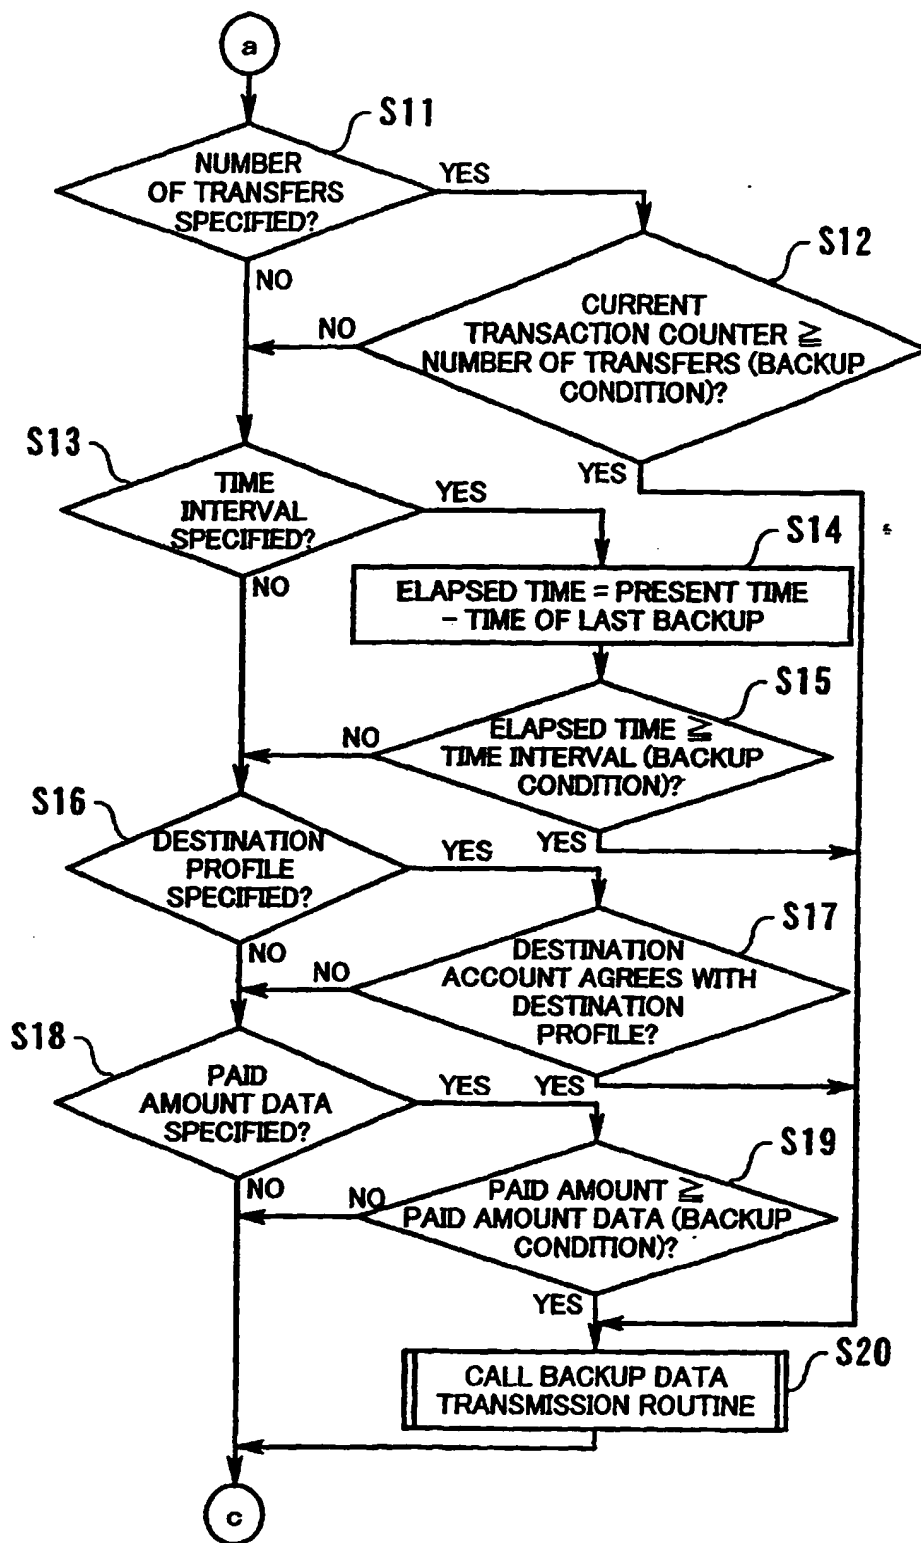 a
S11
NUMBER
OF TRANSFERS
SPECIFIED?
YES
NO
S12
CURRENT
TRANSACTION COUNTER ≧
NUMBER OF TRANSFERS (BACKUP
CONDITION)?
NO
YES
S13
TIME
INTERVAL
SPECIFIED?
YES
NO
S14
ELAPSED TIME = PRESENT TIME
– TIME OF LAST BACKUP
S15
ELAPSED TIME ≧
TIME INTERVAL (BACKUP
CONDITION)?
NO
YES
S16
DESTINATION
PROFILE
SPECIFIED?
YES
NO
S17
DESTINATION
ACCOUNT AGREES WITH
DESTINATION
PROFILE?
NO
YES
S18
PAID
AMOUNT DATA
SPECIFIED?
YES
NO
S19
PAID AMOUNT ≧
PAID AMOUNT DATA (BACKUP
CONDITION)?
NO
YES
S20
CALL BACKUP DATA
TRANSMISSION ROUTINE
c